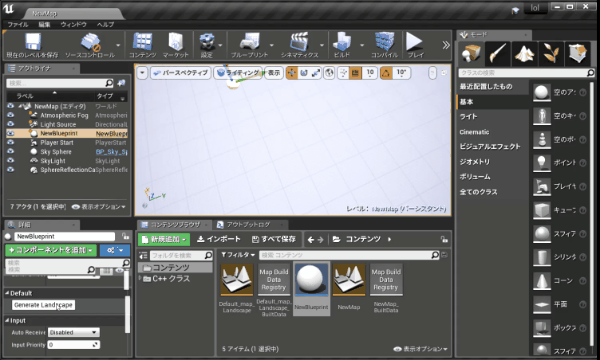 NewMap
lol
ファイル 編集 ウィンドウ ヘルプ
現在のレベルを保存 ソースコントロール コンテンツ マーケット 設定 ブループリント シネマティクス ビルド コンパイル プレイ
モード
クラスの検索
最近配置したもの
基本
ライト
Cinematic
ビジュアルエフェクト
ジオメトリ
ボリューム
全てのクラス
空のア
空のキ
空のポ
ポイント
プレイヤ
キュー
スフィア
シリンダ
コーン
平面
ボックス
スフィア
アウトライナ
検索
ラベル タイプ
NewMap (エディタ) ワールド
Atmospheric Fog Atmospheric
Light Source Directional
NewBlueprint NewBluepr
Player Start PlayerStart
Sky Sphere BP_Sky_S
SkyLight SkyLight
SphereReflectionCa SphereRefl
7 アクタ (1 を選択中) 表示オプション
パースペクティブ ライティング 表示 10 10°
レベル: NewMap (パーシスタント)
詳細
NewBlueprint
+ コンポーネントを追加
検索
検索
Default
Generate Landscape
Input
Auto Receive Disabled
Input Priority 0
コンテンツブラウザ アウトプットログ
新規追加 インポート すべて保存 コンテンツ
フォルダを検索
コンテンツ
C++ クラス
フィルタ 検索 コンテンツ
Map Build Data Registry
Map Build Data Registry
Default_map_Landscape
Default_map_Landscape_BuiltData
NewBlueprint
NewMap
NewMap_BuiltData
5 アイテム (1 を選択中) 表示オプション